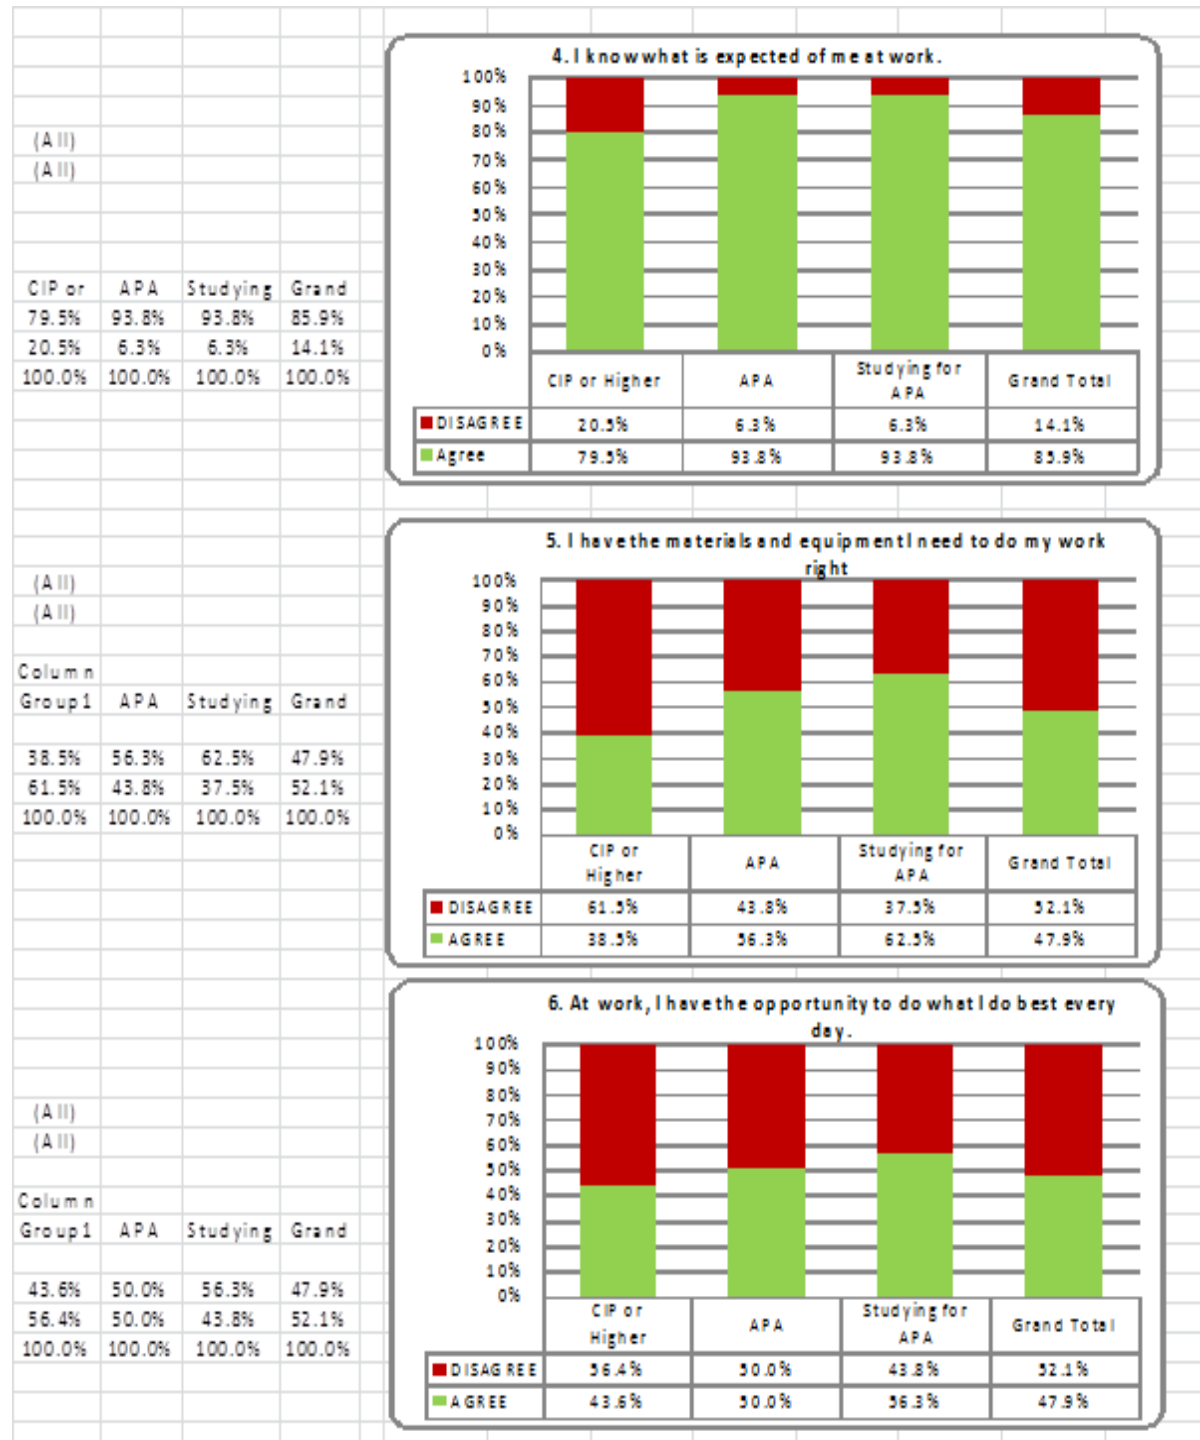 (All)
(All)
CIP or APA Studying Grand
79.5% 93.8% 93.8% 85.9%
20.5% 6.3% 6.3% 14.1%
100.0% 100.0% 100.0% 100.0%
4. I know what is expected of me at work.
100%
90%
80%
70%
60%
50%
40%
30%
20%
10%
0%
CIP or Higher APA Studying for APA Grand Total
DISAGREE 20.5% 6.3% 6.3% 14.1%
Agree 79.5% 93.8% 93.8% 85.9%
(All)
(All)
Column
Group1 APA Studying Grand
38.5% 56.3% 62.5% 47.9%
61.5% 43.8% 37.5% 52.1%
100.0% 100.0% 100.0% 100.0%
5. I have the materials and equipment I need to do my work
right
100%
90%
80%
70%
60%
50%
40%
30%
20%
10%
0%
CIP or Higher APA Studying for APA Grand Total
DISAGREE 61.5% 43.8% 37.5% 52.1%
AGREE 38.5% 56.3% 62.5% 47.9%
(All)
(All)
Column
Group1 APA Studying Grand
43.6% 50.0% 56.3% 47.9%
56.4% 50.0% 43.8% 52.1%
100.0% 100.0% 100.0% 100.0%
6. At work, I have the opportunity to do what I do best every
day.
100%
90%
80%
70%
60%
50%
40%
30%
20%
10%
0%
CIP or Higher APA Studying for APA Grand Total
DISAGREE 56.4% 50.0% 43.8% 52.1%
AGREE 43.6% 50.0% 56.3% 47.9%